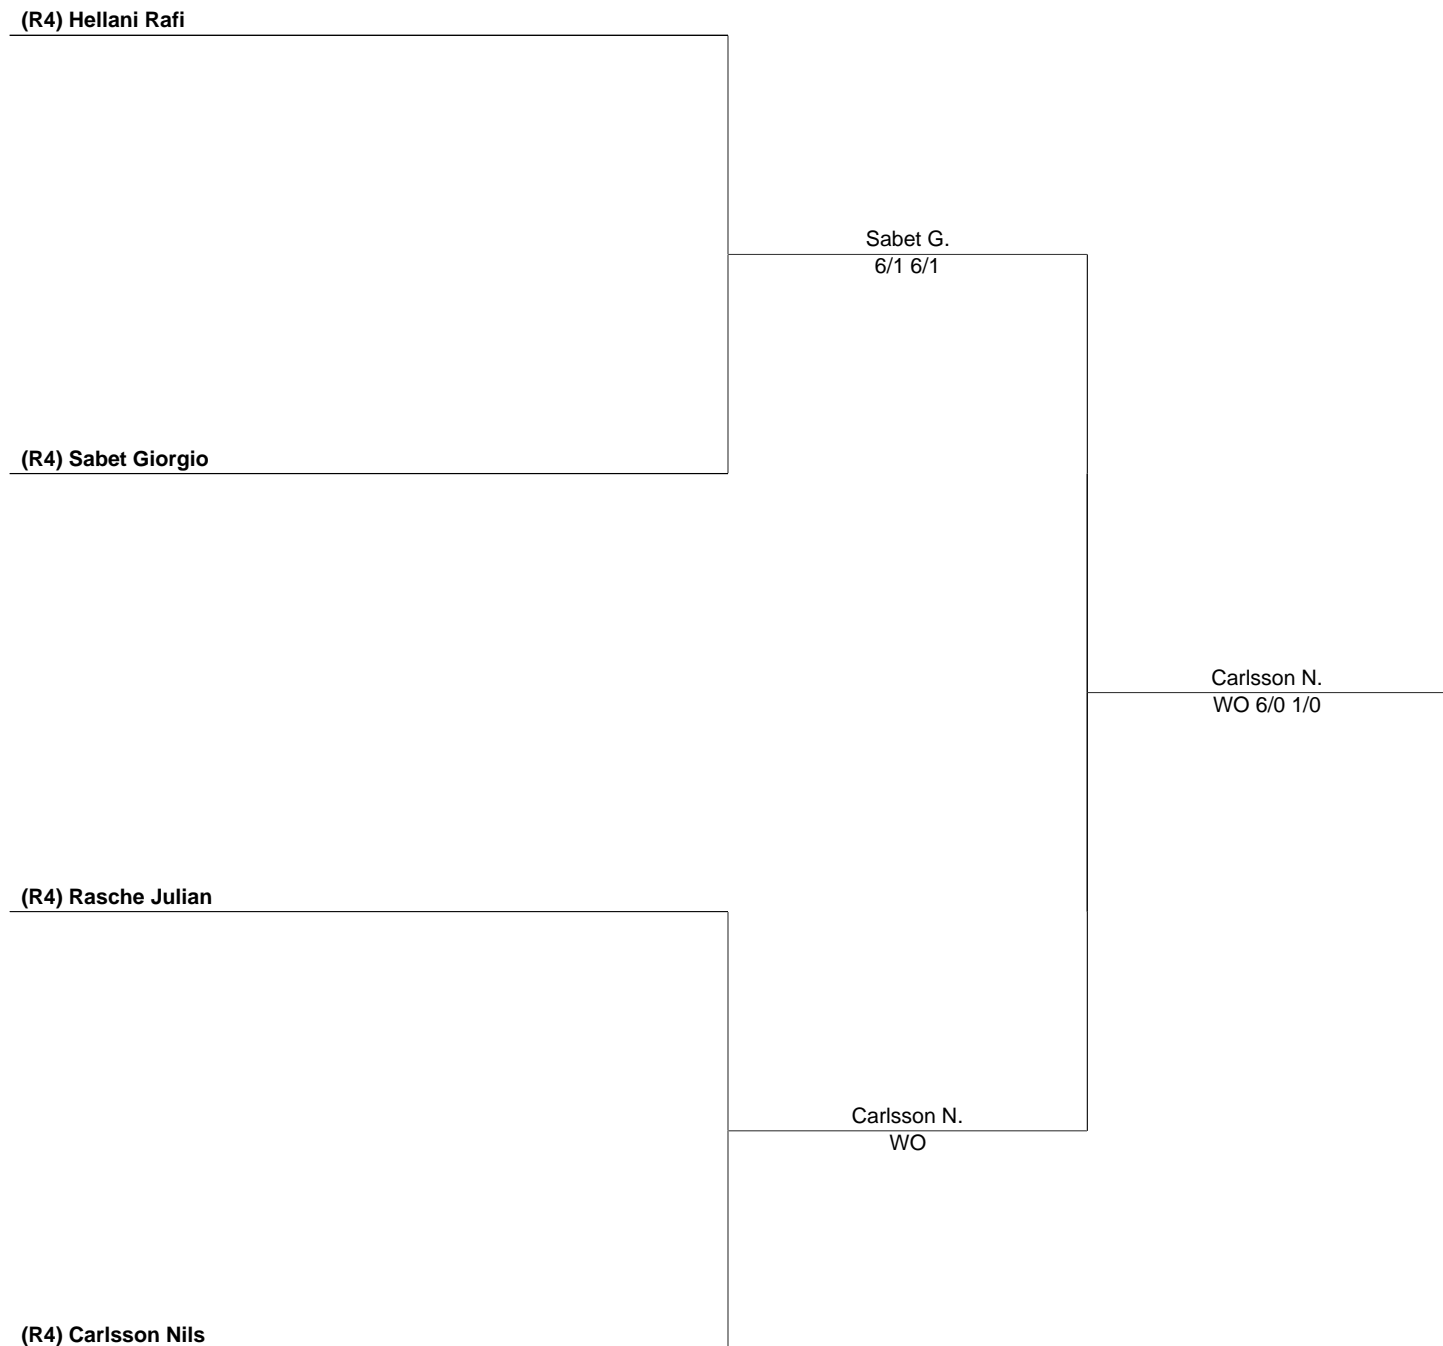 (R4) Hellani Rafi
Sabet G.
6/1 6/1
(R4) Sabet Giorgio
Carlsson N.
WO 6/0 1/0
(R4) Rasche Julian
Carlsson N.
WO
(R4) Carlsson Nils